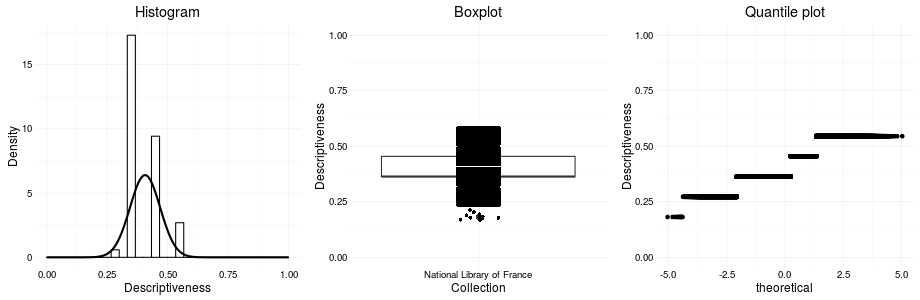 Histogram
Density
15
10
5
0
0.00 0.25 0.50 0.75 1.00
Descriptiveness
Boxplot
Descriptiveness
1.00
0.75
0.50
0.25
0.00
National Library of France
Collection
Quantile plot
Descriptiveness
1.00
0.75
0.50
0.25
0.00
-5.0 -2.5 0.0 2.5 5.0
theoretical